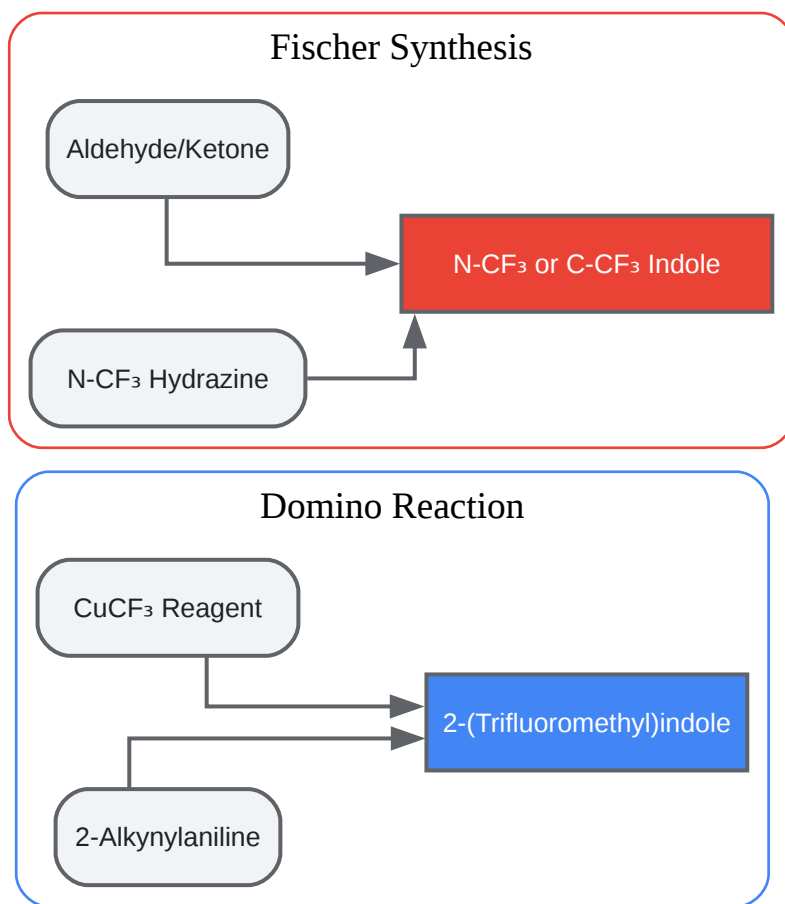 Fischer Synthesis
Aldehyde/Ketone
N-CF₃ or C-CF₃ Indole
N-CF₃ Hydrazine
Domino Reaction
CuCF₃ Reagent
2-(Trifluoromethyl)indole
2-Alkynylaniline